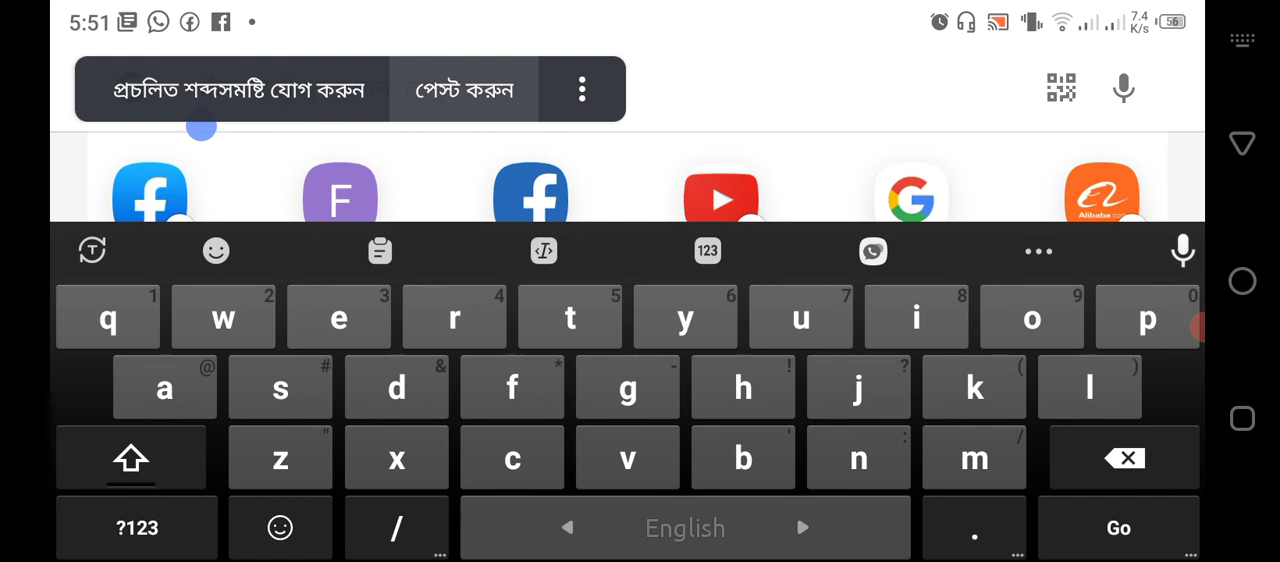 5:51 7.4 K/s 56
প্রচলিত শব্দসমষ্টি যোগ করুন পেস্ট করুন
F Alibaba.com
123
q 1 w 2 e 3 r 4 t 5 y 6 u 7 i 8 o 9 p 0
a @ s # d & f * g - h ! j ? k ( l )
z " x c v b ' n : m /
?123 / English . Go